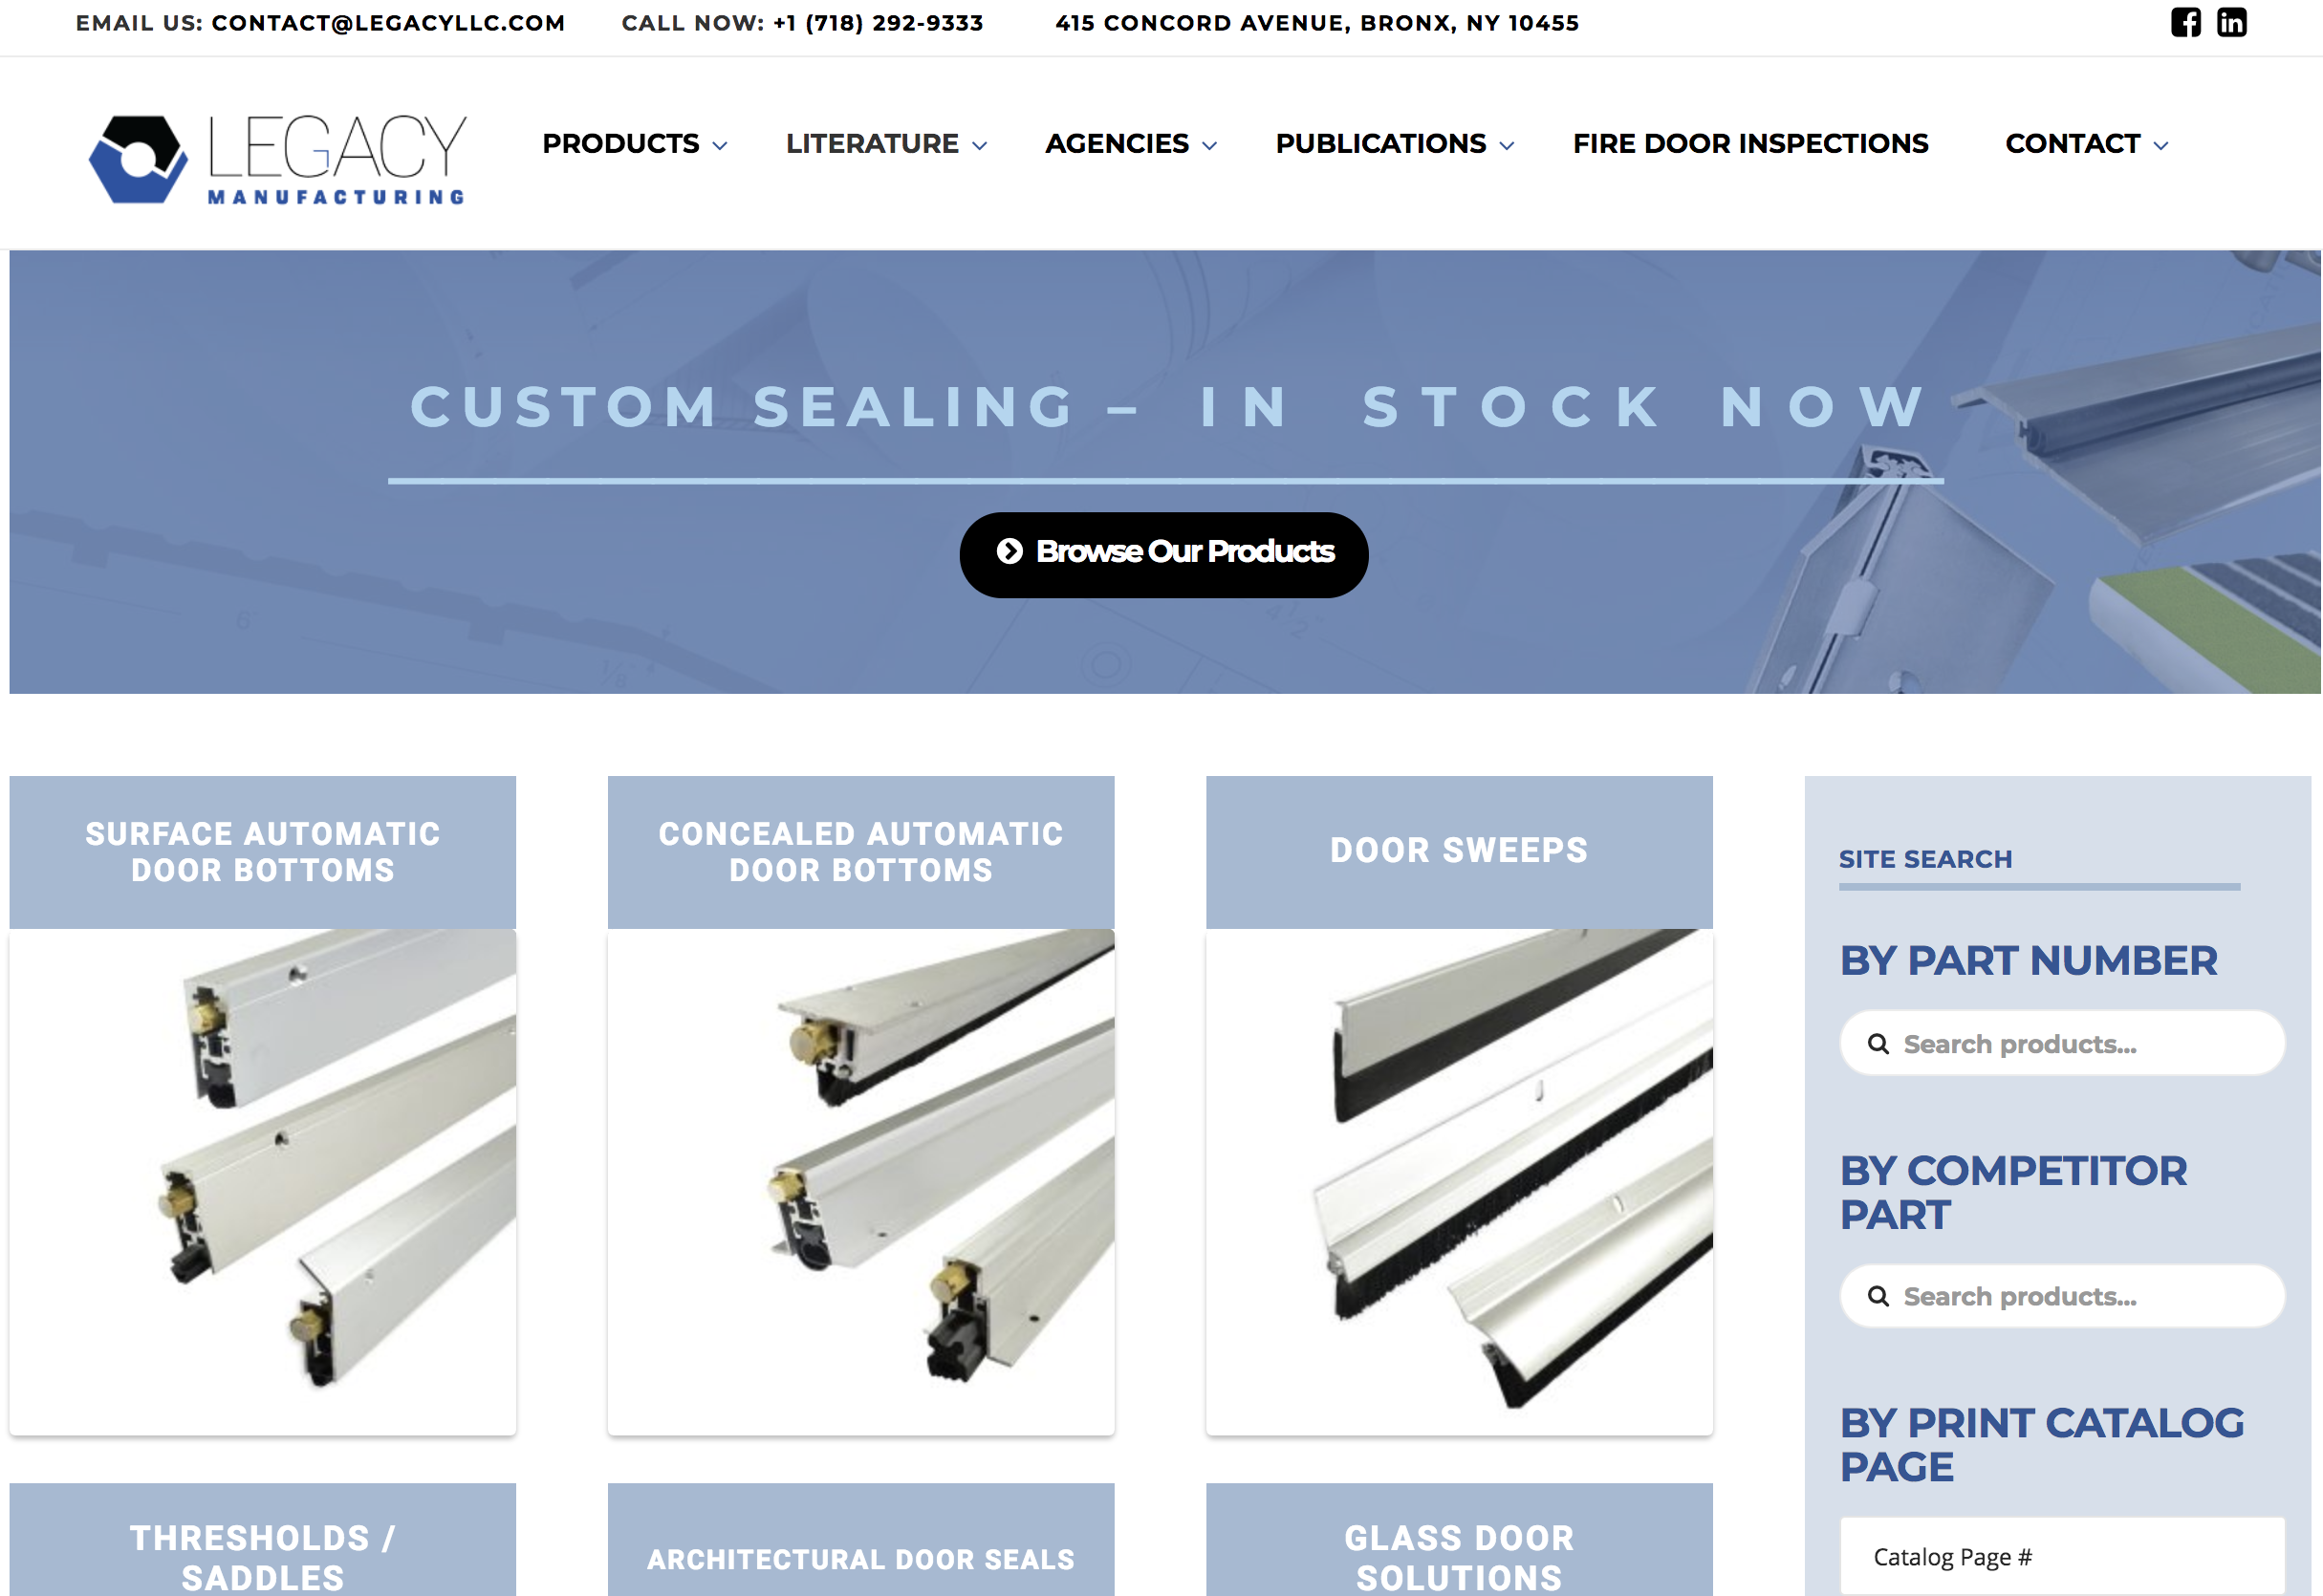 EMAIL US: CONTACT@LEGACYLLC.COM
CALL NOW: +1 (718) 292-9333
415 CONCORD AVENUE, BRONX, NY 10455
LEGACY
MANUFACTURING
PRODUCTS
LITERATURE
AGENCIES
PUBLICATIONS
FIRE DOOR INSPECTIONS
CONTACT
CUSTOM SEALING – IN STOCK NOW
Browse Our Products
SURFACE AUTOMATIC
DOOR BOTTOMS
CONCEALED AUTOMATIC
DOOR BOTTOMS
DOOR SWEEPS
THRESHOLDS /
SADDLES
ARCHITECTURAL DOOR SEALS
GLASS DOOR
SOLUTIONS
SITE SEARCH
BY PART NUMBER
Search products...
BY COMPETITOR
PART
Search products...
BY PRINT CATALOG
PAGE
Catalog Page #